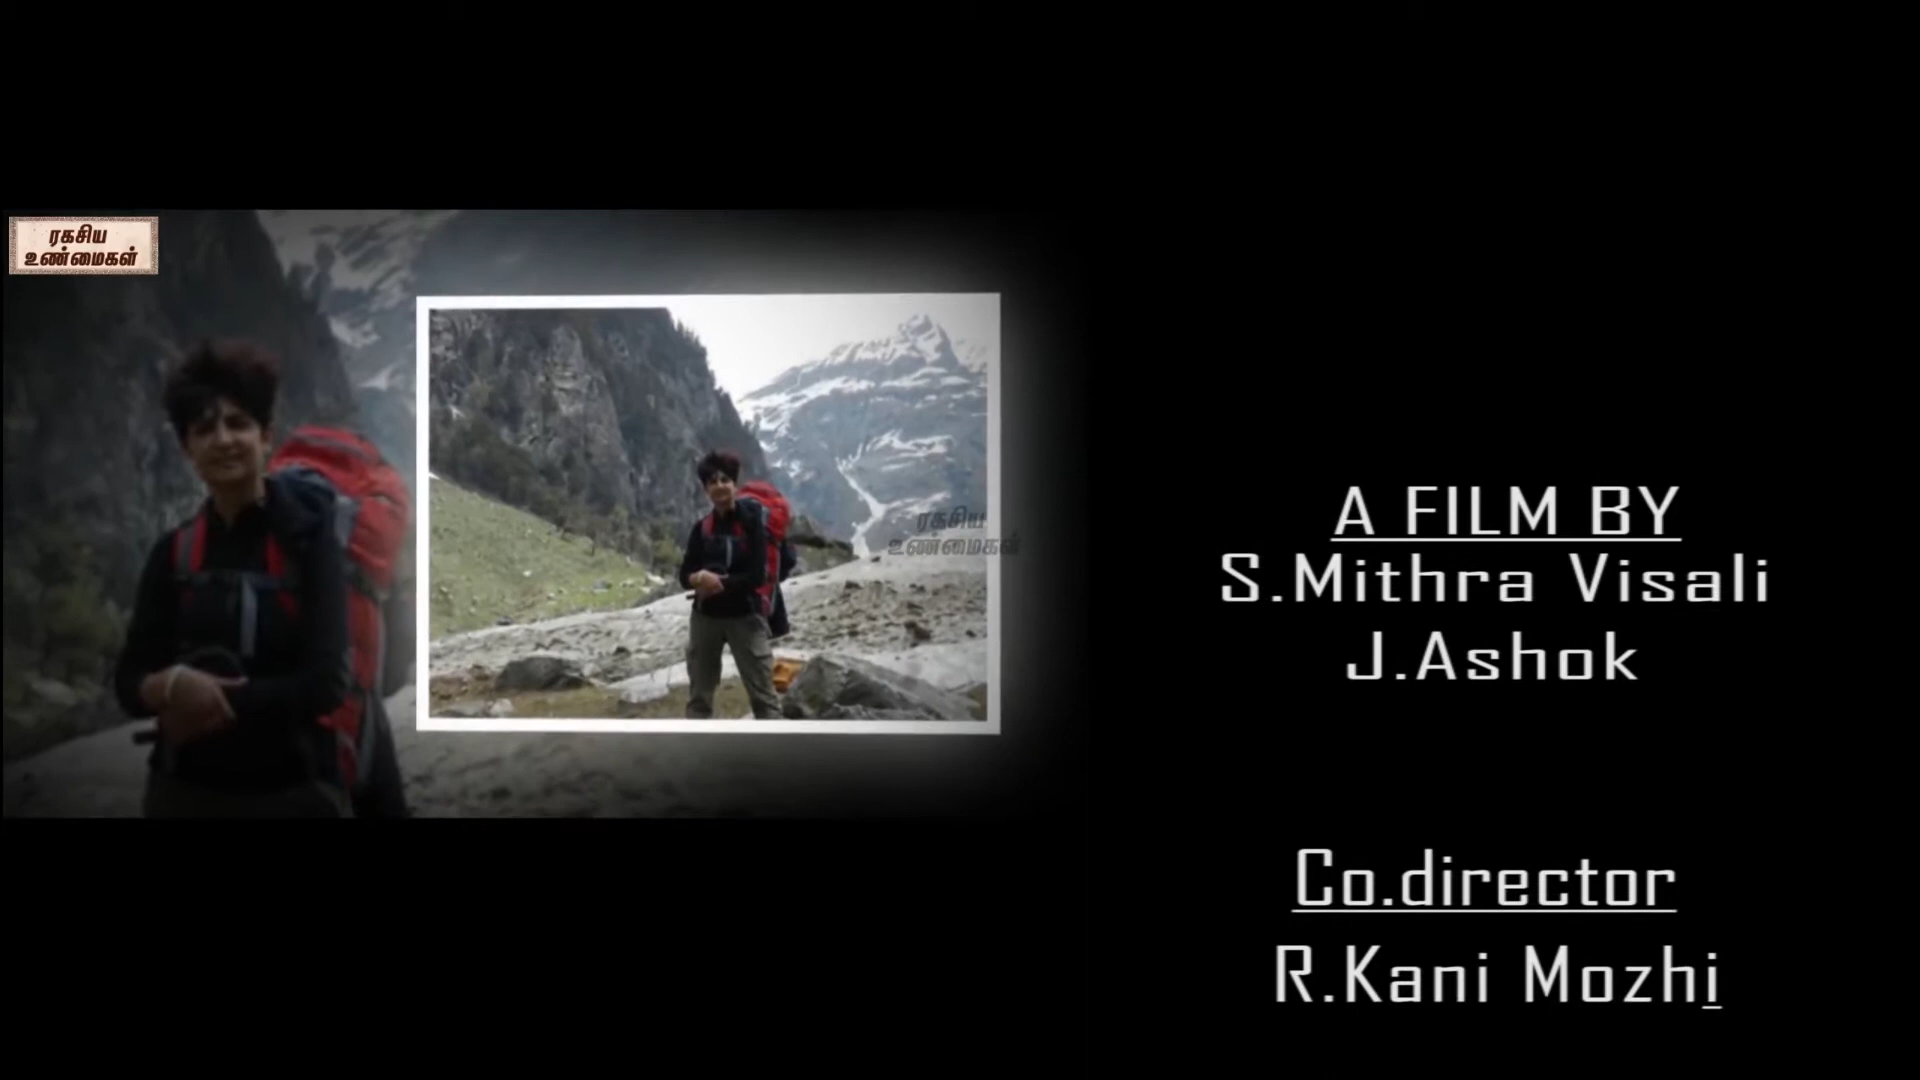 ரகசிய
உண்மைகள்
ரகசிய
உண்மைகள்
A FILM BY
S.Mithra Visali
J.Ashok
Co.director
R.Kani Mozhi